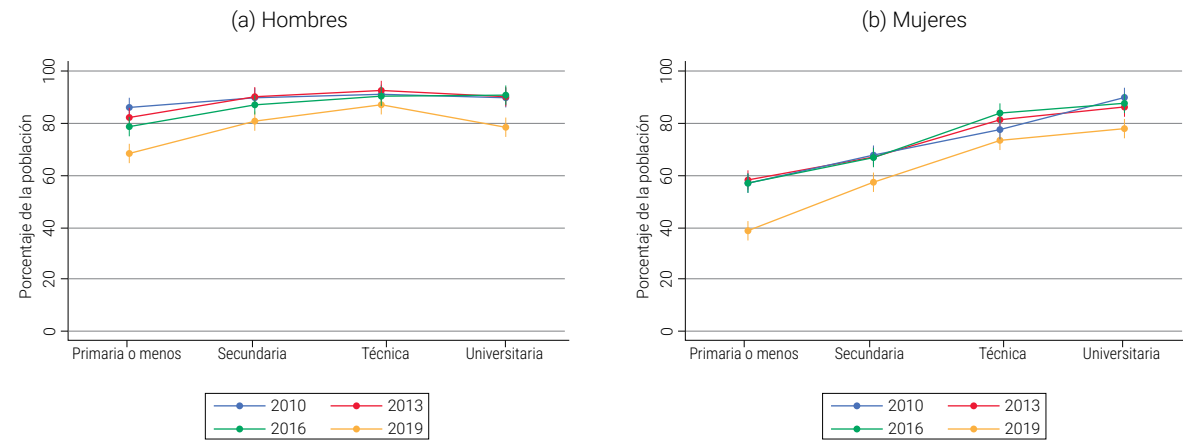 (a) Hombres
Porcentaje de la población
100
80
60
40
20
0
Primaria o menos Secundaria Técnica Universitaria
2010 2013
2016 2019
(b) Mujeres
Porcentaje de la población
100
80
60
40
20
0
Primaria o menos Secundaria Técnica Universitaria
2010 2013
2016 2019